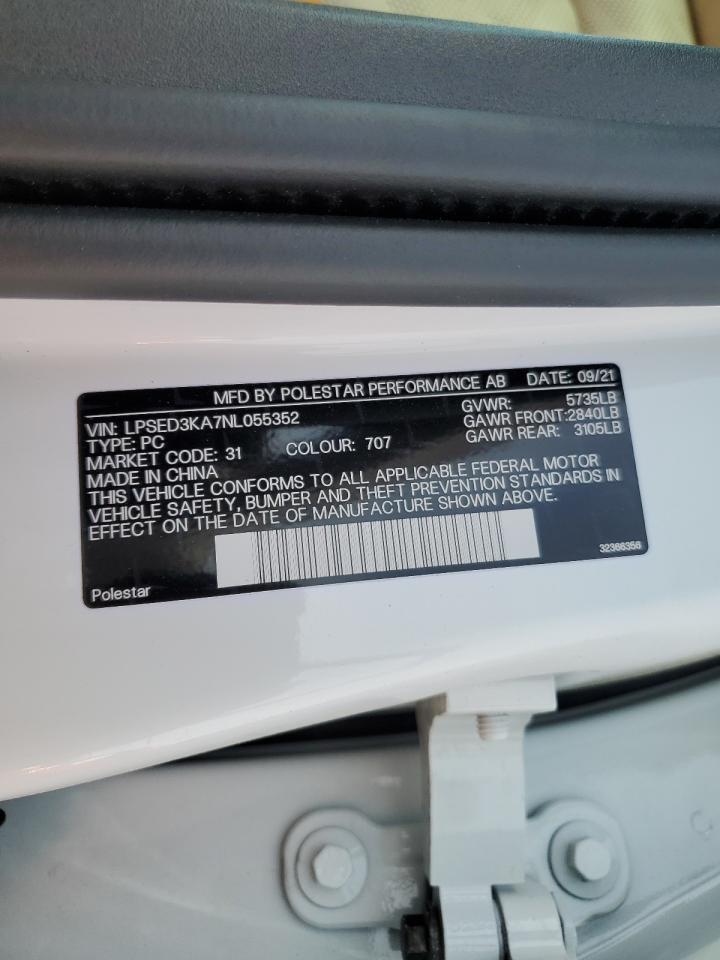 MFD BY POLESTAR PERFORMANCE AB DATE: 09/21
VIN: LPSED3KA7NL055352 GVWR: 5735LB
TYPE: PC GAWR FRONT:2840LB
MARKET CODE: 31 COLOUR: 707 GAWR REAR: 3105LB
MADE IN CHINA
THIS VEHICLE CONFORMS TO ALL APPLICABLE FEDERAL MOTOR
VEHICLE SAFETY, BUMPER AND THEFT PREVENTION STANDARDS IN
EFFECT ON THE DATE OF MANUFACTURE SHOWN ABOVE.
Polestar 32366356